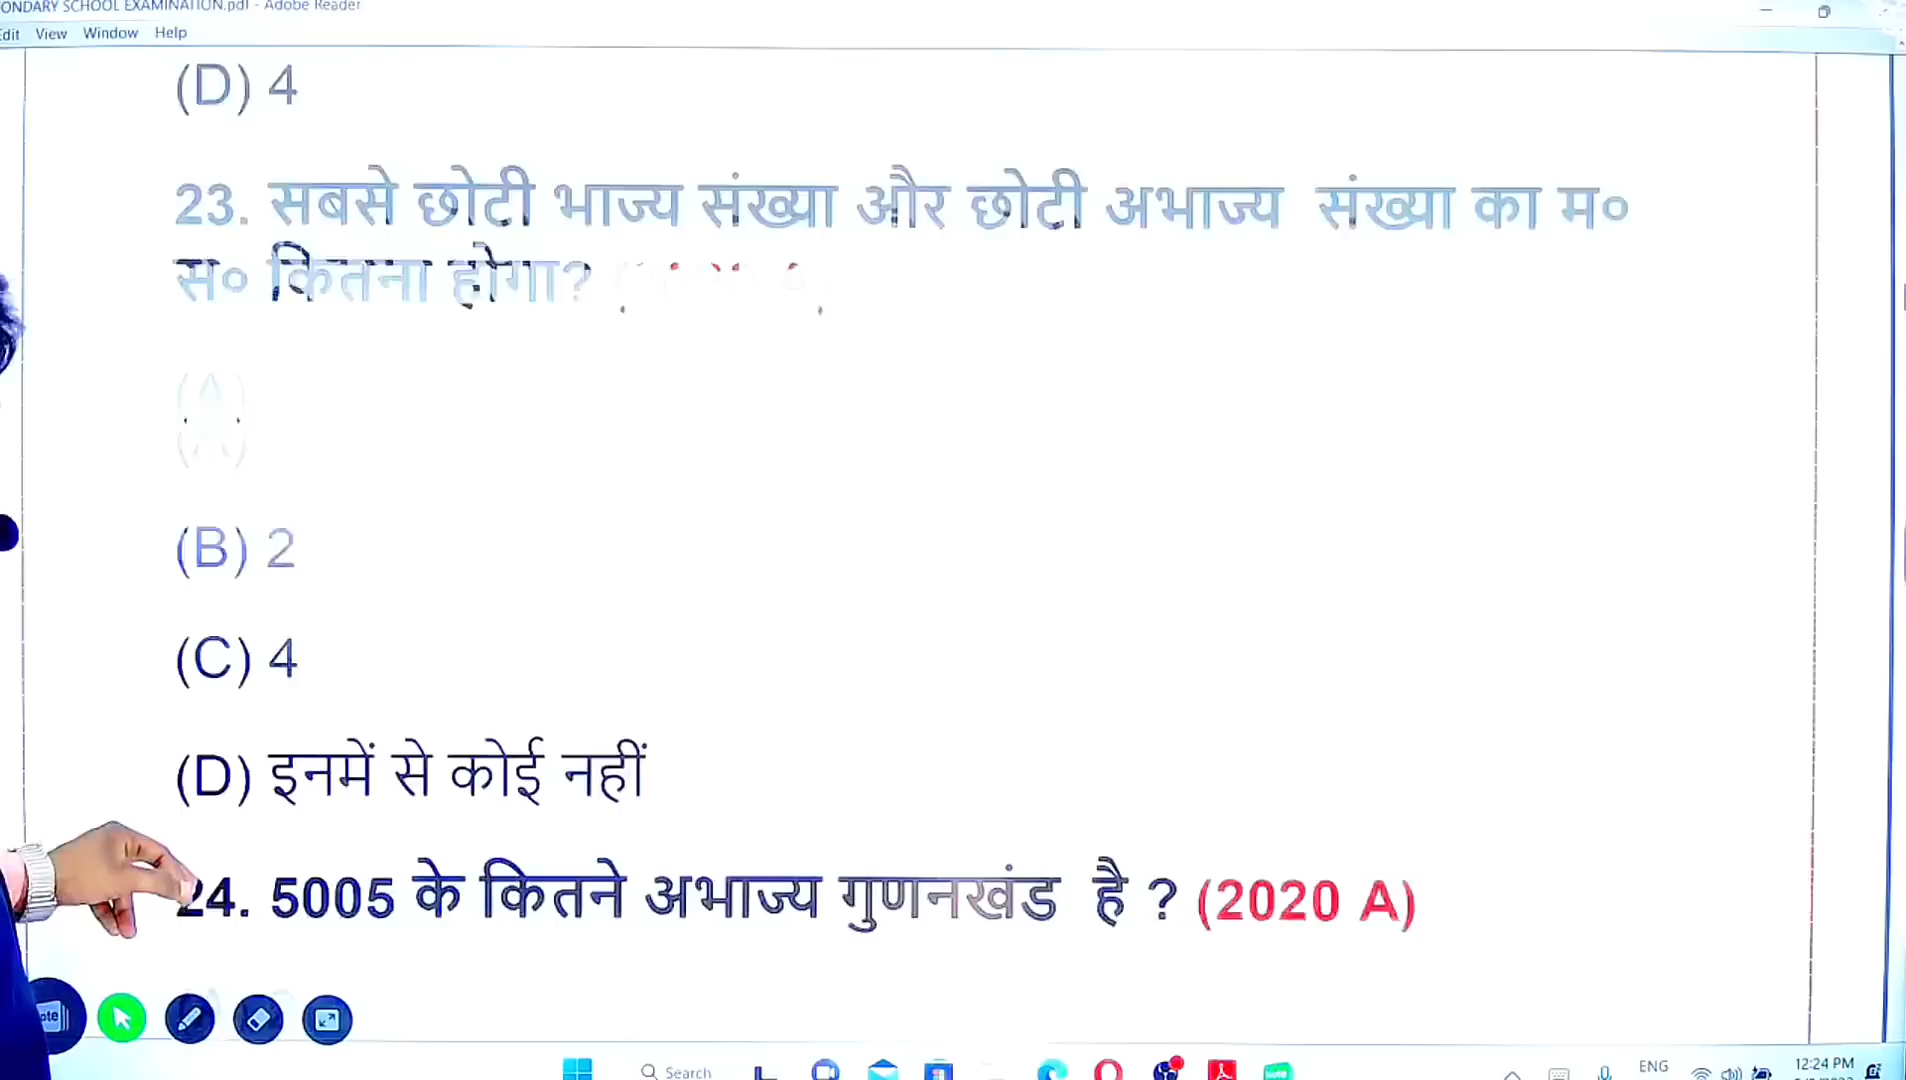 ONDARY SCHOOL EXAMINATION.pdf - Adobe Reader
Edit View Window Help
(D) 4
23. सबसे छोटी भाज्य संख्या और छोटी अभाज्य संख्या का म०
स० कितना होगा?
(B) 2
(C) 4
(D) इनमें से कोई नहीं
24. 5005 के कितने अभाज्य गुणनखंड है ? (2020 A)
Search
ENG
12:24 PM